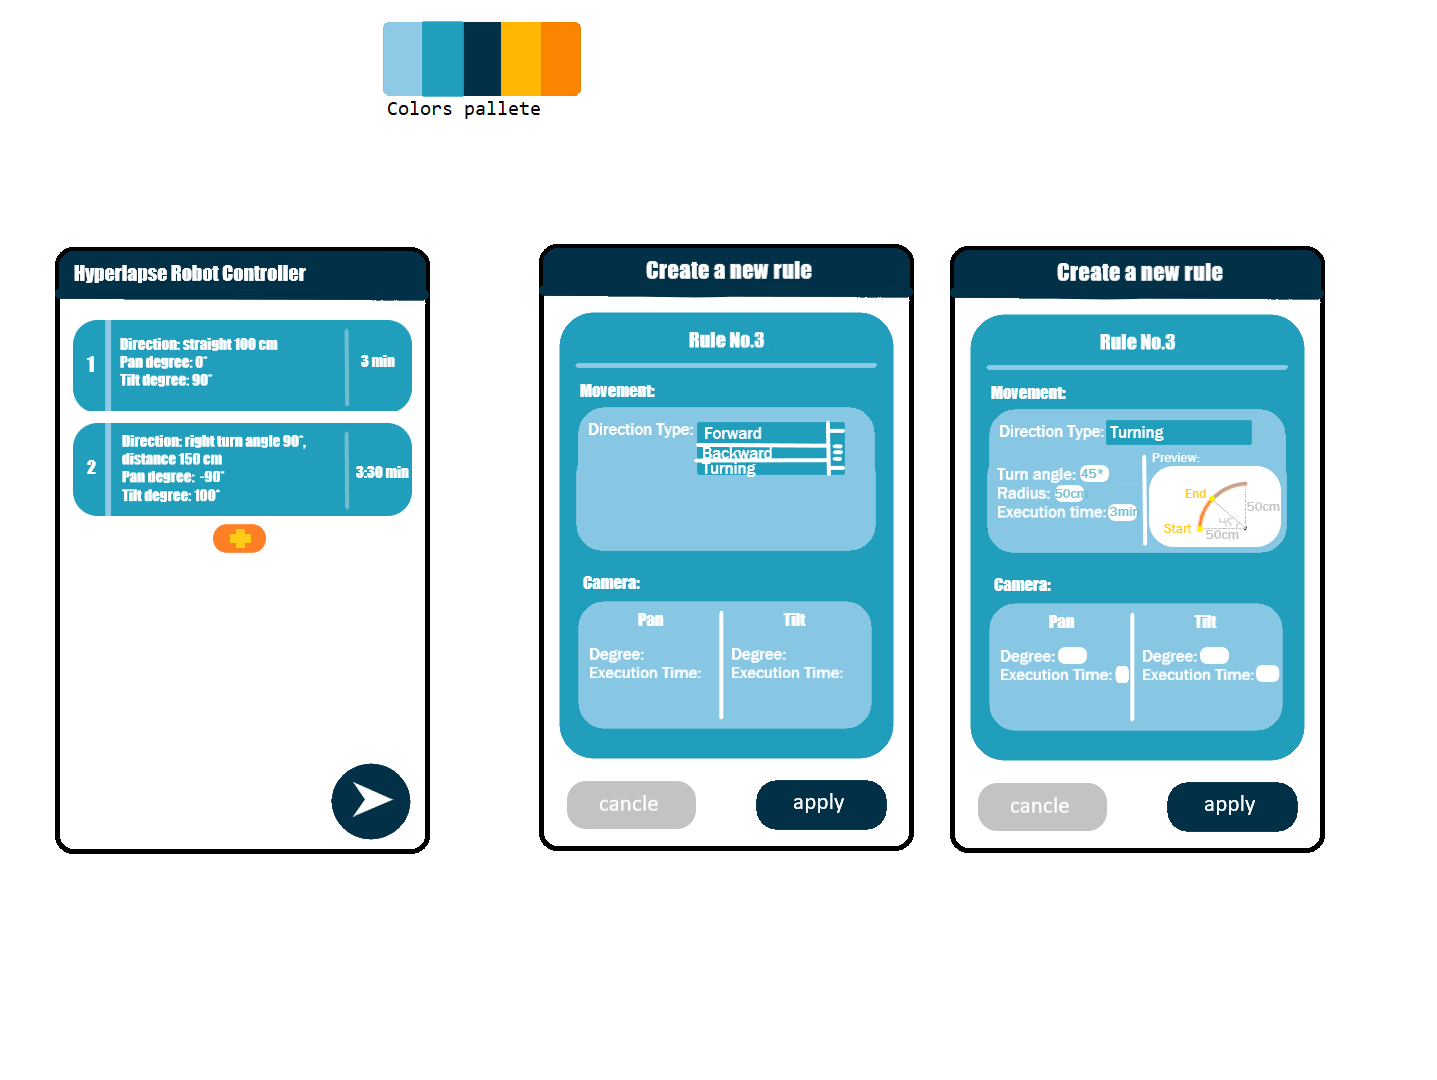 Colors pallete
Hyperlapse Robot Controller
1
Direction: straight 100 cm
Pan degree: 0°
Tilt degree: 90°
3 min
2
Direction: right turn angle 90°,
distance 150 cm
Pan degree: -90°
Tilt degree: 100°
3:30 min
Create a new rule
Rule No.3
Movement:
Direction Type:
Forward
Backward
Turning
Camera:
Pan
Degree:
Execution Time:
Tilt
Degree:
Execution Time:
cancle
apply
Create a new rule
Rule No.3
Movement:
Direction Type: Turning
Turn angle: 45*
Radius: 50cm
Execution time: 3min
Preview:
End
50cm
45°
Start
50cm
Camera:
Pan
Degree:
Execution Time:
Tilt
Degree:
Execution Time:
cancle
apply